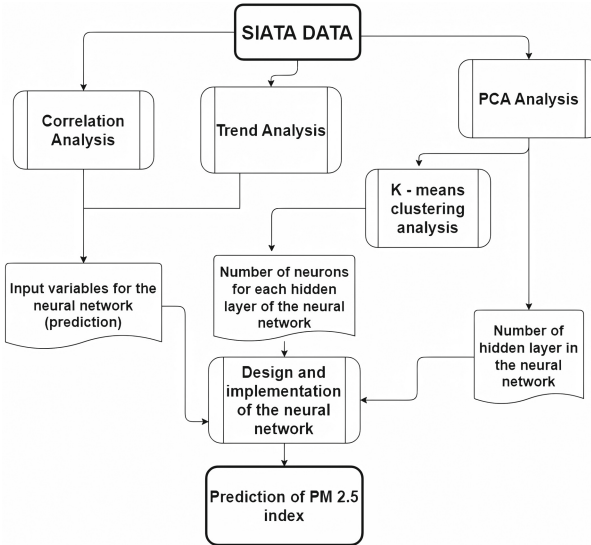 SIATA DATA
Correlation
Analysis
Trend Analysis
PCA Analysis
K - means
clustering
analysis
Input variables for the
neural network
(prediction)
Number of neurons
for each hidden
layer of the neural
network
Number of
hidden layer in
the neural
network
Design and
implementation
of the neural
network
Prediction of PM 2.5
index